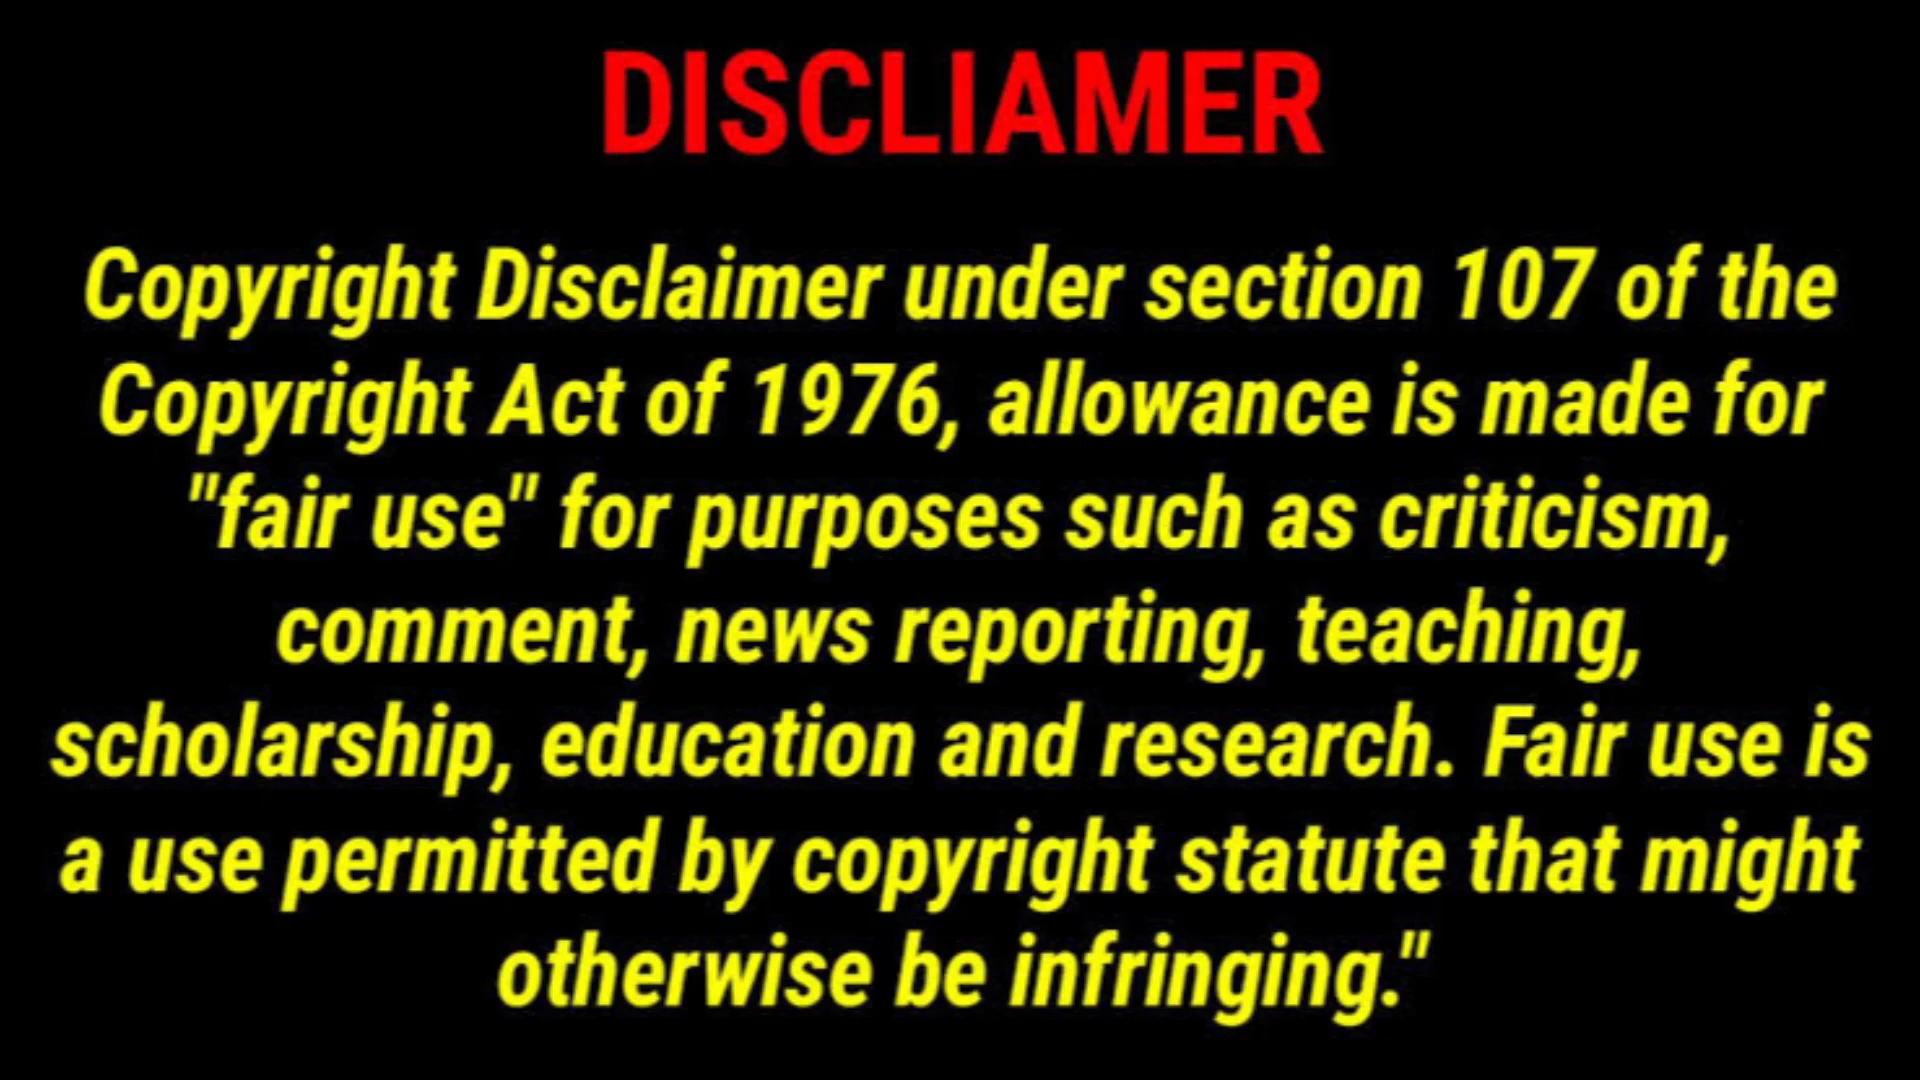 DISCLIAMER
Copyright Disclaimer under section 107 of the
Copyright Act of 1976, allowance is made for
"fair use" for purposes such as criticism,
comment, news reporting, teaching,
scholarship, education and research. Fair use is
a use permitted by copyright statute that might
otherwise be infringing."